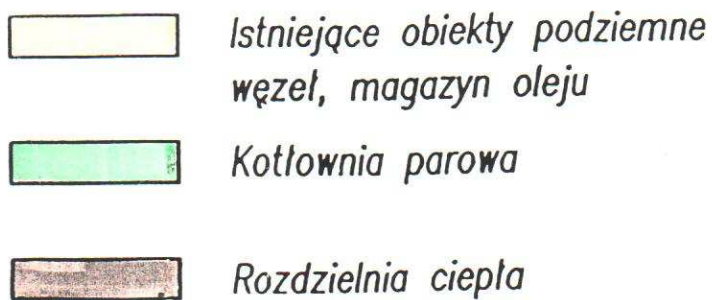 Istniejące obiekty podziemne
węzeł, magazyn oleju
Kotłownia parowa
Rozdzielnia ciepła